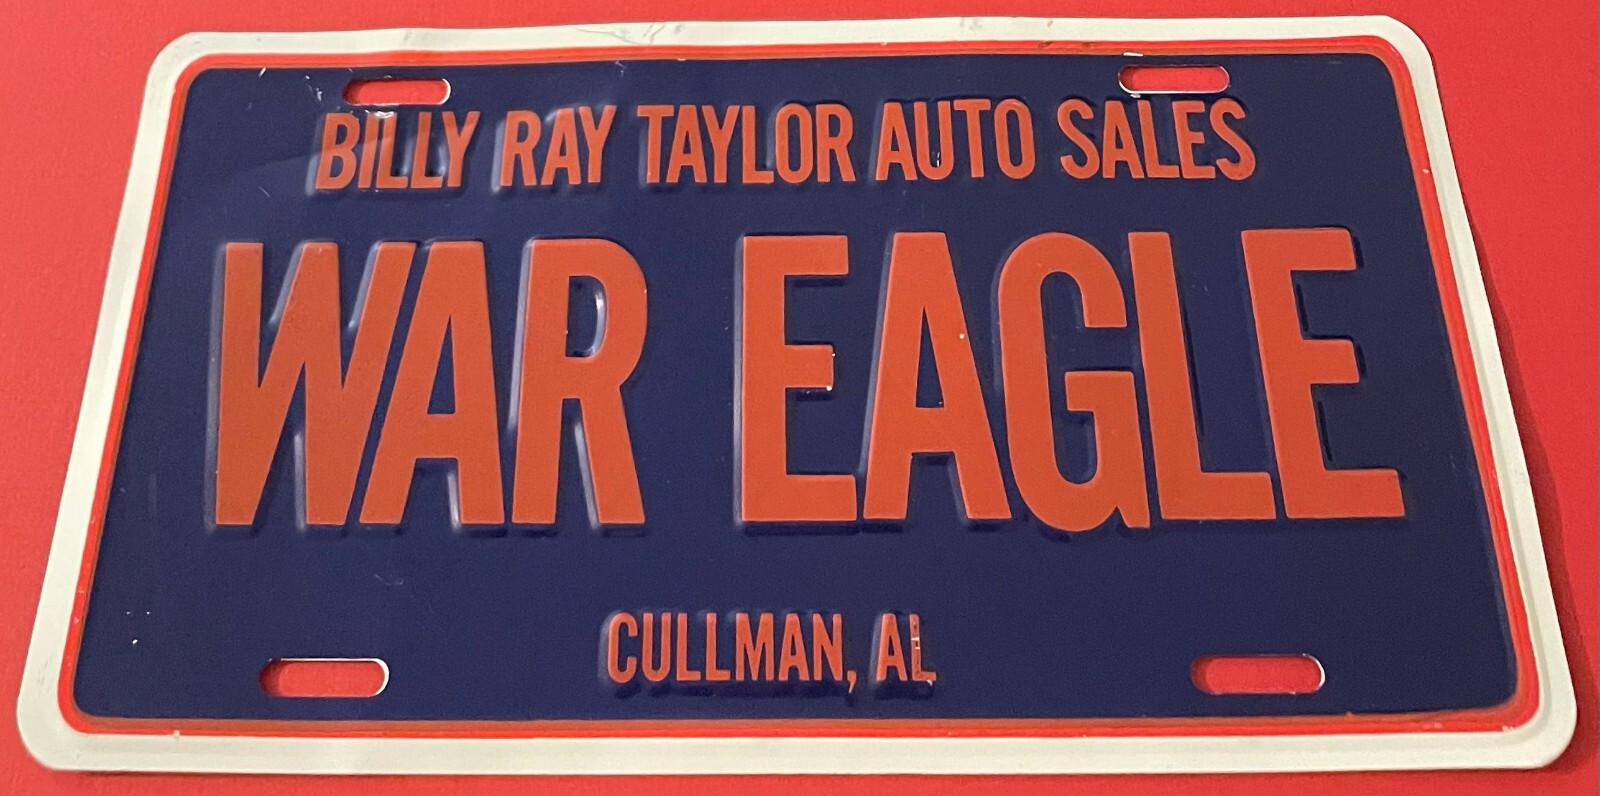 BILLY RAY TAYLOR AUTO SALES
WAR EAGLE
CULLMAN, AL